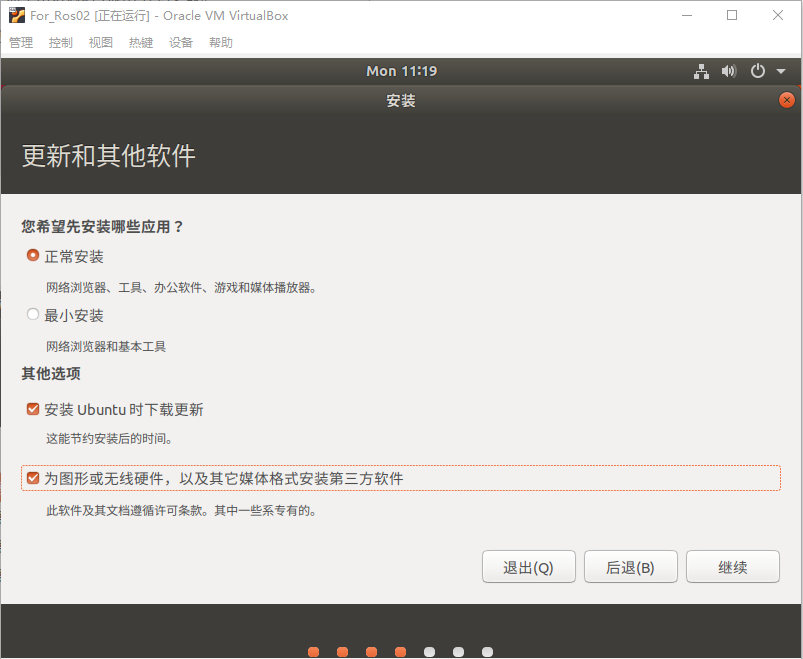 For_Ros02 [正在运行] - Oracle VM VirtualBox
管理 控制 视图 热键 设备 帮助
Mon 11:19
安装
更新和其他软件
您希望先安装哪些应用？
正常安装
网络浏览器、工具、办公软件、游戏和媒体播放器。
最小安装
网络浏览器和基本工具
其他选项
安装 Ubuntu 时下载更新
这能节约安装后的时间。
为图形或无线硬件，以及其它媒体格式安装第三方软件
此软件及其文档遵循许可条款。其中一些系专有的。
退出(Q) 后退(B) 继续